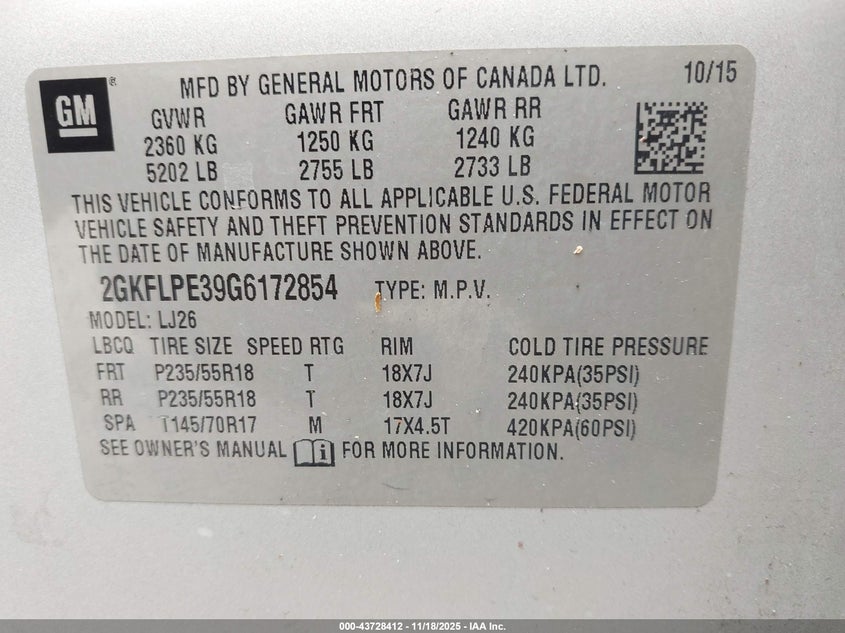 GM ®
MFD BY GENERAL MOTORS OF CANADA LTD. 10/15
GVWR GAWR FRT GAWR RR
2360 KG 1250 KG 1240 KG
5202 LB 2755 LB 2733 LB
THIS VEHICLE CONFORMS TO ALL APPLICABLE U.S. FEDERAL MOTOR
VEHICLE SAFETY AND THEFT PREVENTION STANDARDS IN EFFECT ON
THE DATE OF MANUFACTURE SHOWN ABOVE.
2GKFLPE39G6172854 TYPE: M.P.V.
MODEL: LJ26
LBCQ TIRE SIZE SPEED RTG RIM COLD TIRE PRESSURE
FRT P235/55R18 T 18X7J 240KPA(35PSI)
RR P235/55R18 T 18X7J 240KPA(35PSI)
SPA T145/70R17 M 17X4.5T 420KPA(60PSI)
SEE OWNER'S MANUAL i FOR MORE INFORMATION.
000-43728412 - 11/18/2025 - IAA Inc.